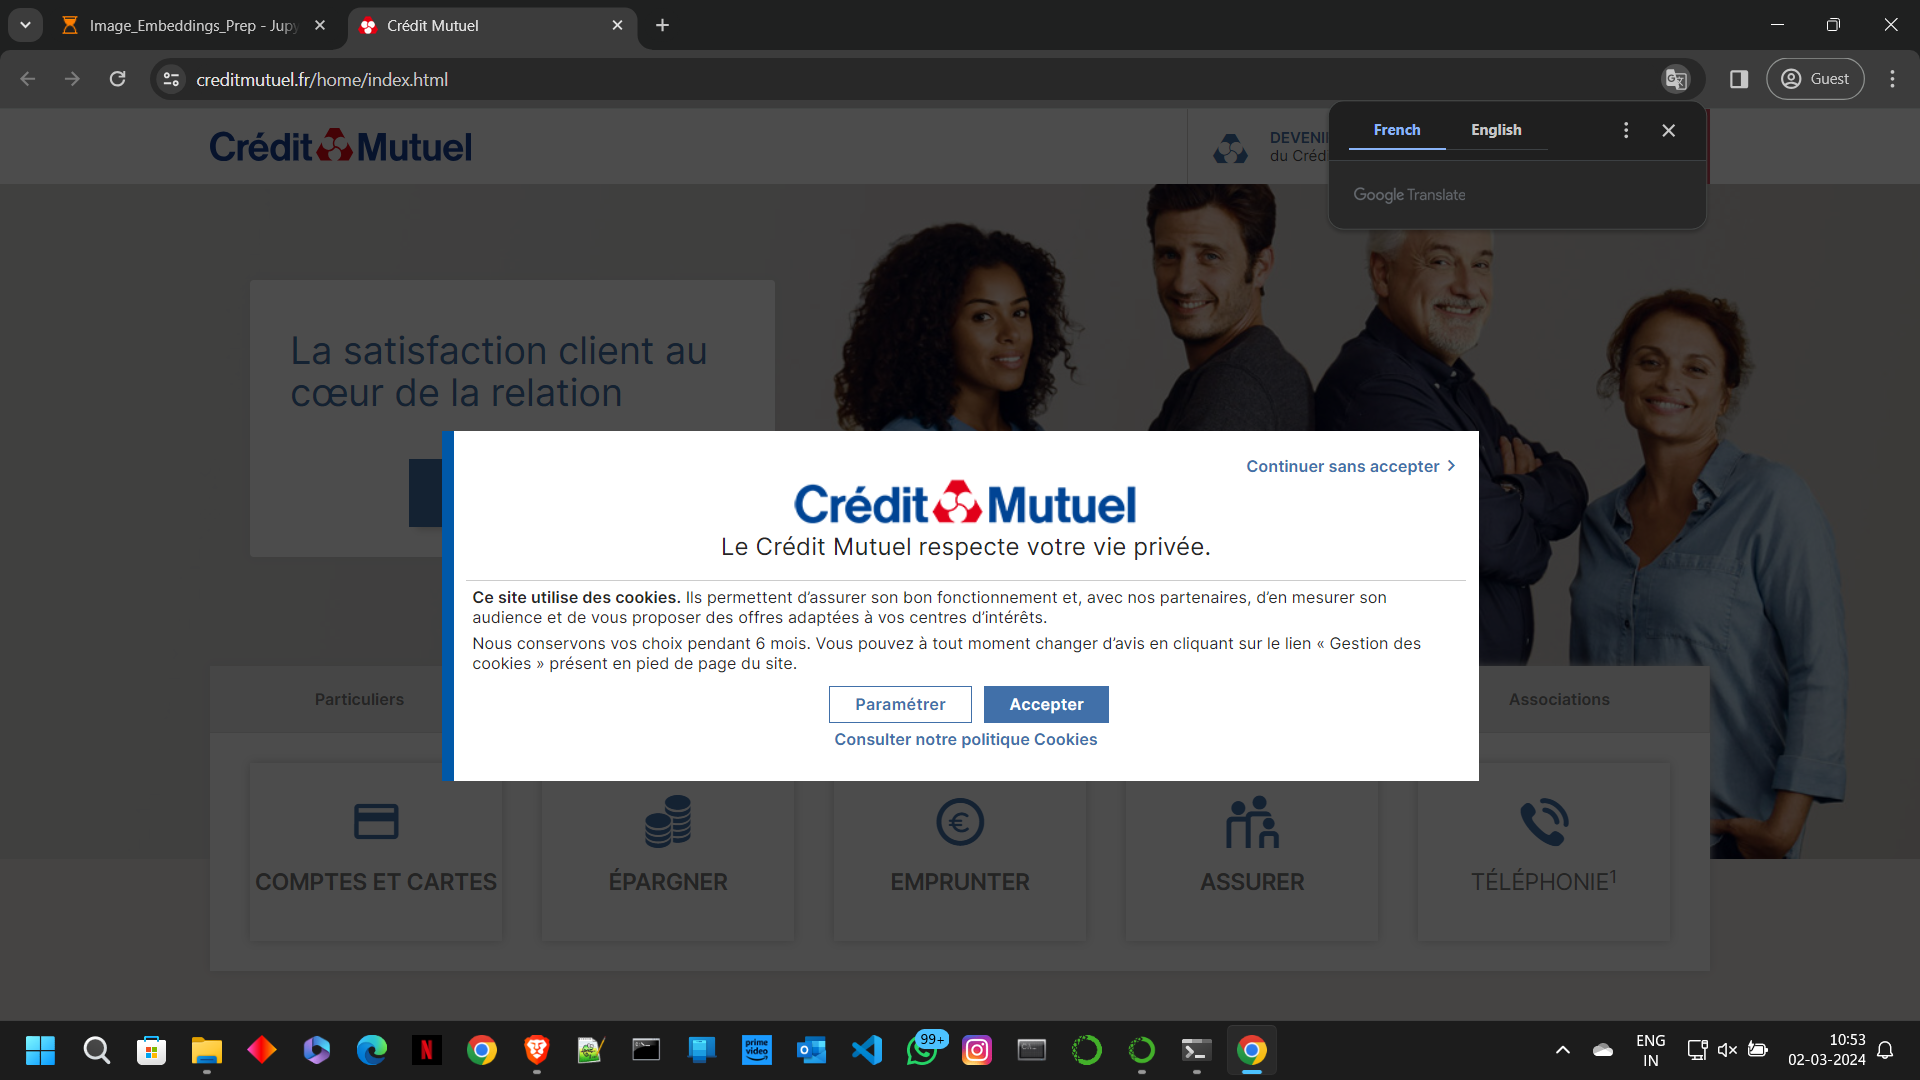 Image_Embeddings_Prep - Jupy
Crédit Mutuel
creditmutuel.fr/home/index.html
Guest
French
English
Google Translate
Crédit Mutuel
DEVENI
du Créd
La satisfaction client au
cœur de la relation
Continuer sans accepter
Crédit Mutuel
Le Crédit Mutuel respecte votre vie privée.
Ce site utilise des cookies. Ils permettent d’assurer son bon fonctionnement et, avec nos partenaires, d’en mesurer son
audience et de vous proposer des offres adaptées à vos centres d’intérêts.
Nous conservons vos choix pendant 6 mois. Vous pouvez à tout moment changer d’avis en cliquant sur le lien « Gestion des
cookies » présent en pied de page du site.
Paramétrer
Accepter
Consulter notre politique Cookies
Particuliers
Associations
COMPTES ET CARTES
ÉPARGNER
EMPRUNTER
ASSURER
TÉLÉPHONIE¹
prime
video
99+
ENG
IN
10:53
02-03-2024